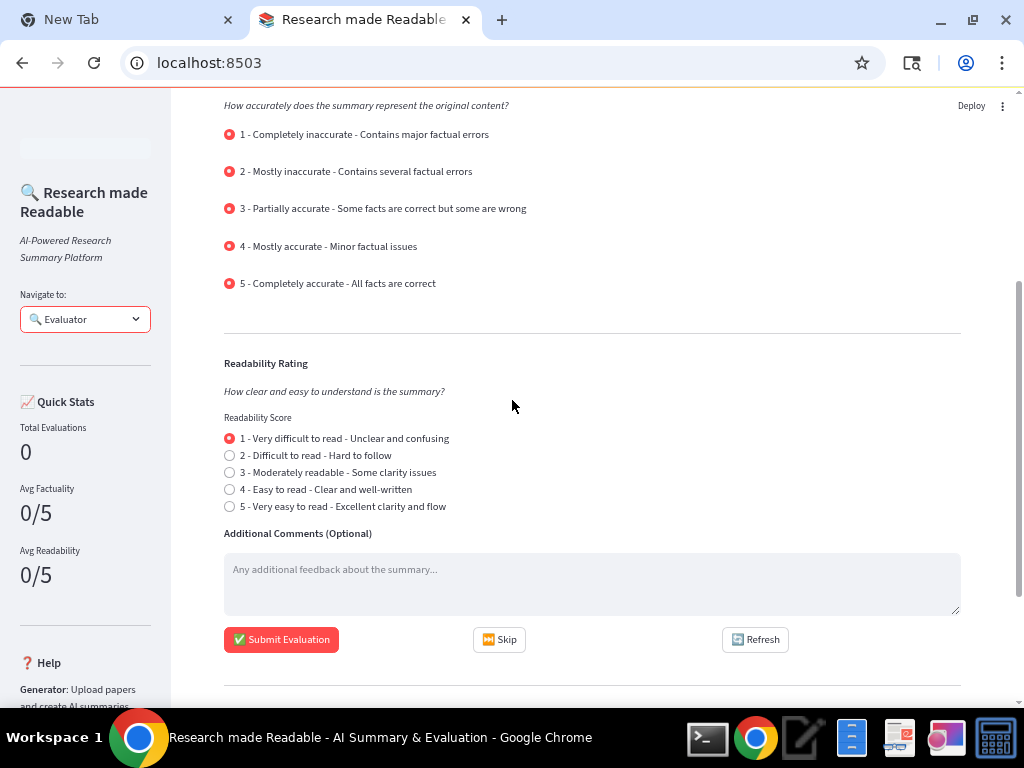 New Tab
Research made Readable
localhost:8503
Deploy
🔍 Research made
Readable
AI-Powered Research
Summary Platform
Navigate to:
🔍 Evaluator
📈 Quick Stats
Total Evaluations
0
Avg Factuality
0/5
Avg Readability
0/5
❓ Help
Generator: Upload papers
and create AI summaries
How accurately does the summary represent the original content?
1 - Completely inaccurate - Contains major factual errors
2 - Mostly inaccurate - Contains several factual errors
3 - Partially accurate - Some facts are correct but some are wrong
4 - Mostly accurate - Minor factual issues
5 - Completely accurate - All facts are correct
Readability Rating
How clear and easy to understand is the summary?
Readability Score
1 - Very difficult to read - Unclear and confusing
2 - Difficult to read - Hard to follow
3 - Moderately readable - Some clarity issues
4 - Easy to read - Clear and well-written
5 - Very easy to read - Excellent clarity and flow
Additional Comments (Optional)
Any additional feedback about the summary...
✅ Submit Evaluation
⏭️ Skip
🔄 Refresh
Workspace 1
Research made Readable - AI Summary & Evaluation - Google Chrome